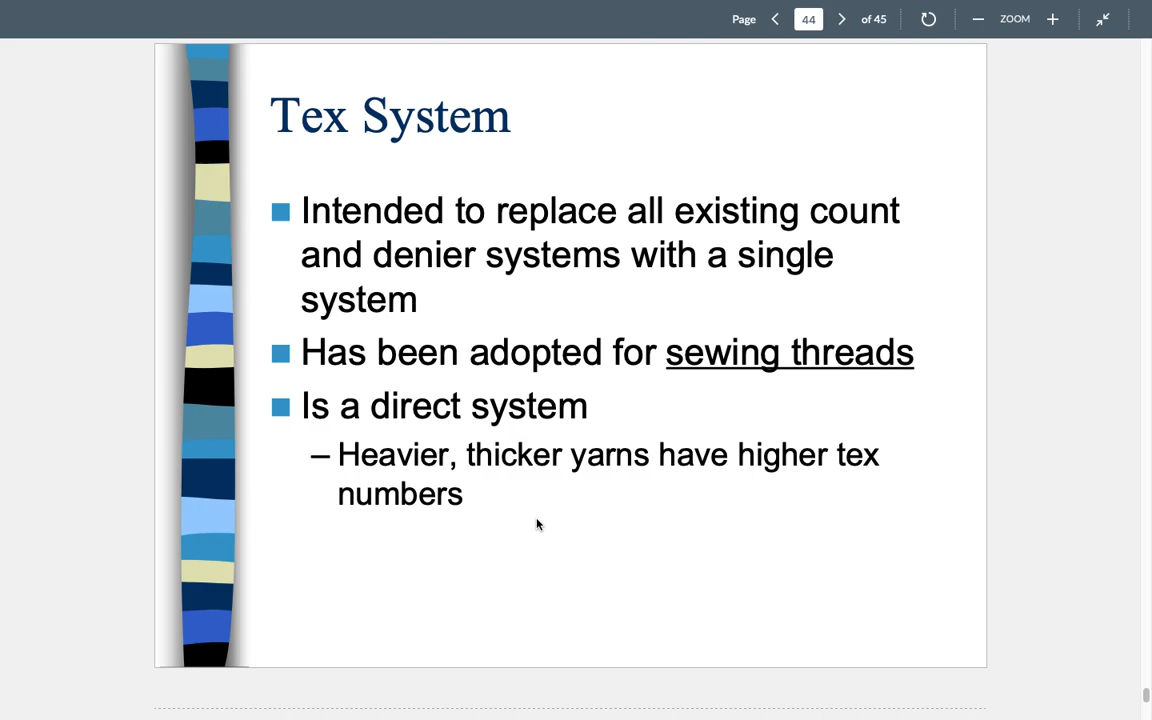 Page 44 of 45 ZOOM
Tex System
Intended to replace all existing count
and denier systems with a single
system
Has been adopted for sewing threads
Is a direct system
– Heavier, thicker yarns have higher tex
numbers